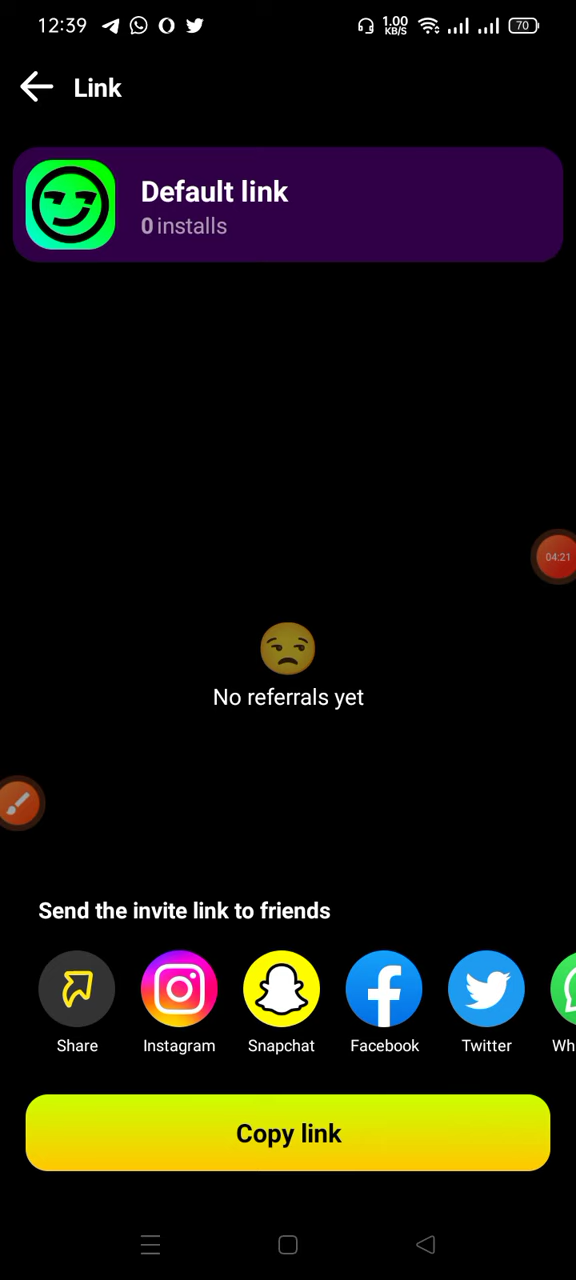 12:39
1.00
KB/S
70
Link
Default link
0 installs
04:21
No referrals yet
Send the invite link to friends
Share Instagram Snapchat Facebook Twitter Wh
Copy link